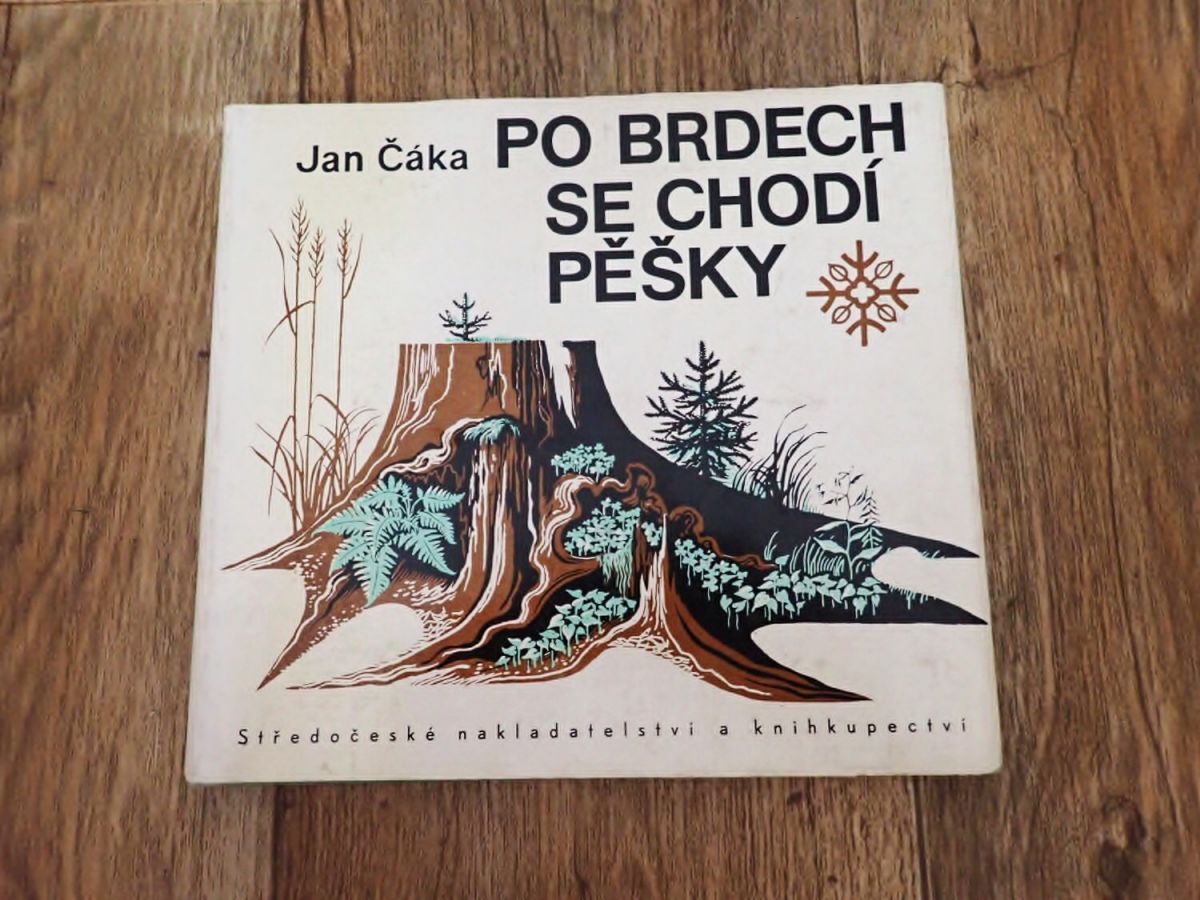 Jan Čáka PO BRDECH
SE CHODÍ
PĚŠKY
Středočeské nakladatelství a knihkupectví